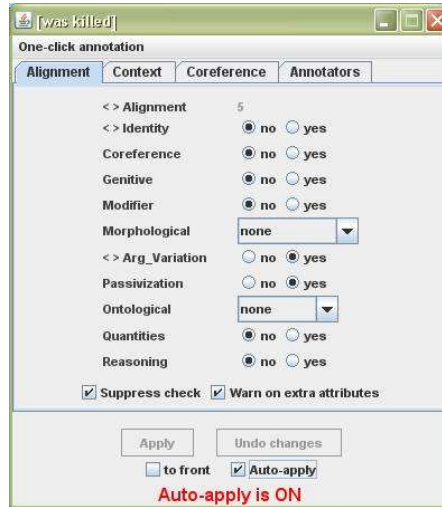 [was killed]
One-click annotation
Alignment Context Coreference Annotators
< > Alignment 5
< > Identity no yes
Coreference no yes
Genitive no yes
Modifier no yes
Morphological none
< > Arg_Variation no yes
Passivization no yes
Ontological none
Quantities no yes
Reasoning no yes
Suppress check Warn on extra attributes
Apply Undo changes
to front Auto-apply
Auto-apply is ON